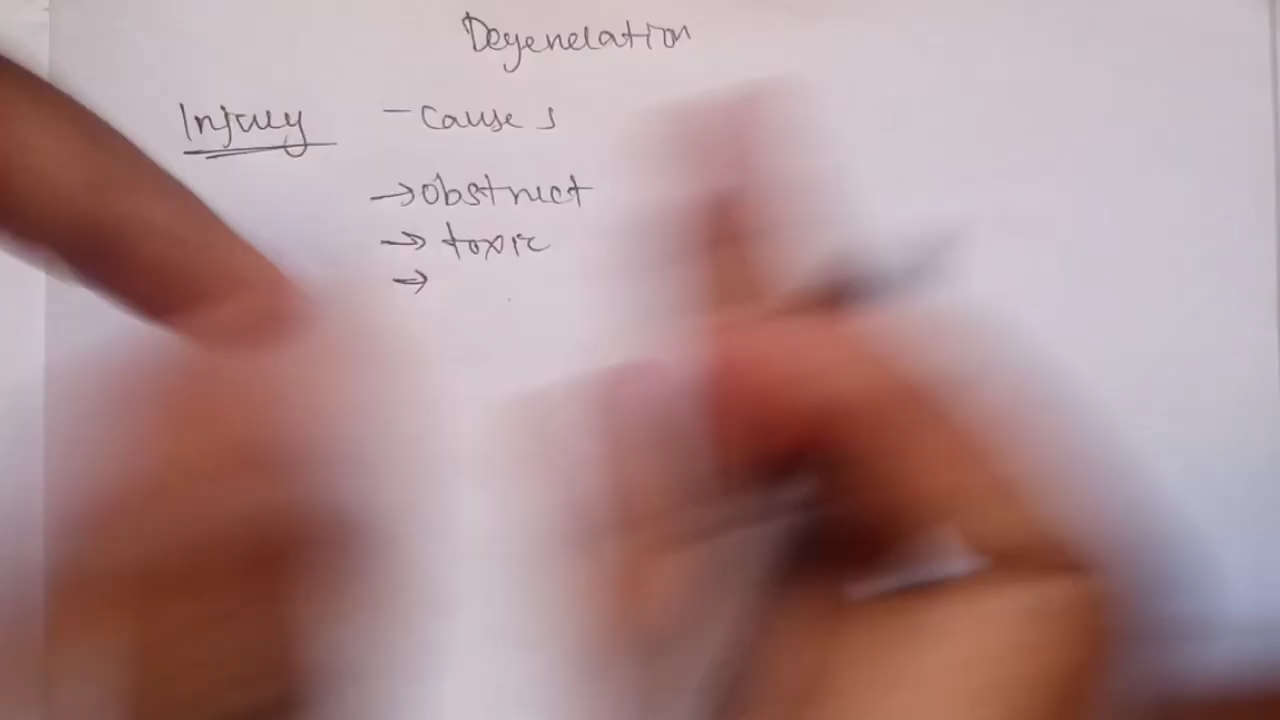 Degeneration
Injury - causes
→ obstruct
→ toxic
→